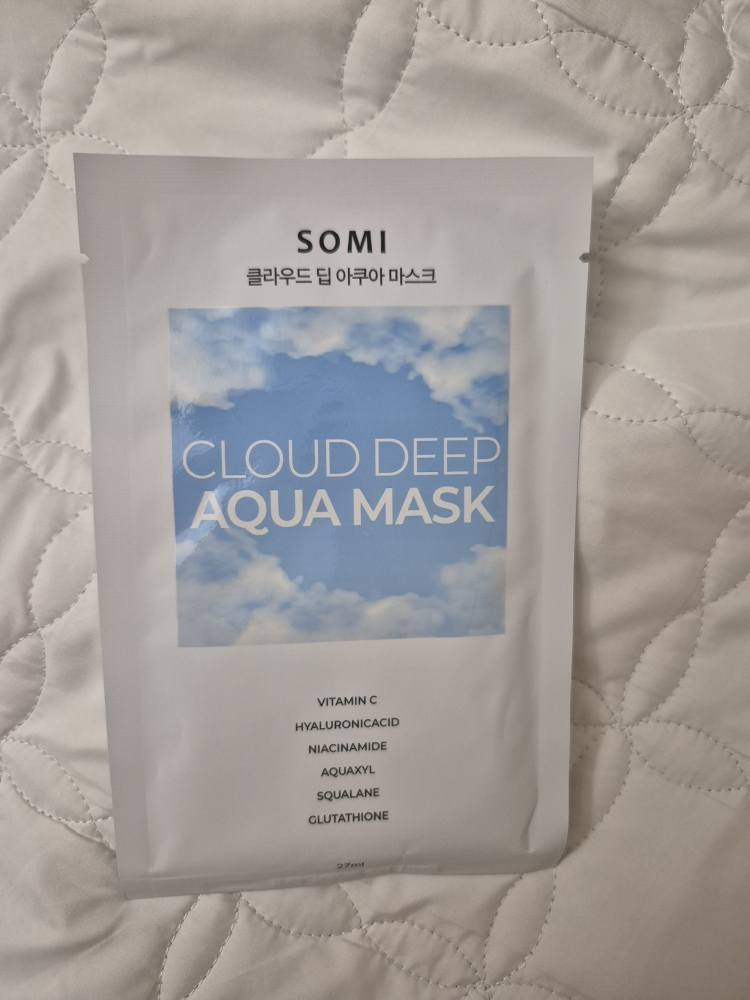 SOMI
클라우드 딥 아쿠아 마스크
CLOUD DEEP
AQUA MASK
VITAMIN C
HYALURONICACID
NIACINAMIDE
AQUAXYL
SQUALANE
GLUTATHIONE
27ml